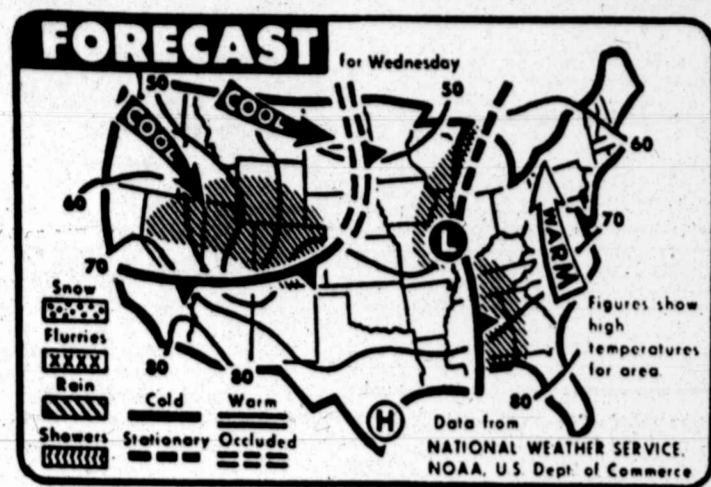 FORECAST
for Wednesday
50
50
COOL
COOL
60
60
70
WARM
70
L
Snow
Flurries
Rain
Showers
80
80
Cold Warm
Stationary Occluded
H
80
Figures show
high
temperatures
for area.
Data from
NATIONAL WEATHER SERVICE,
NOAA, U.S. Dept. of Commerce